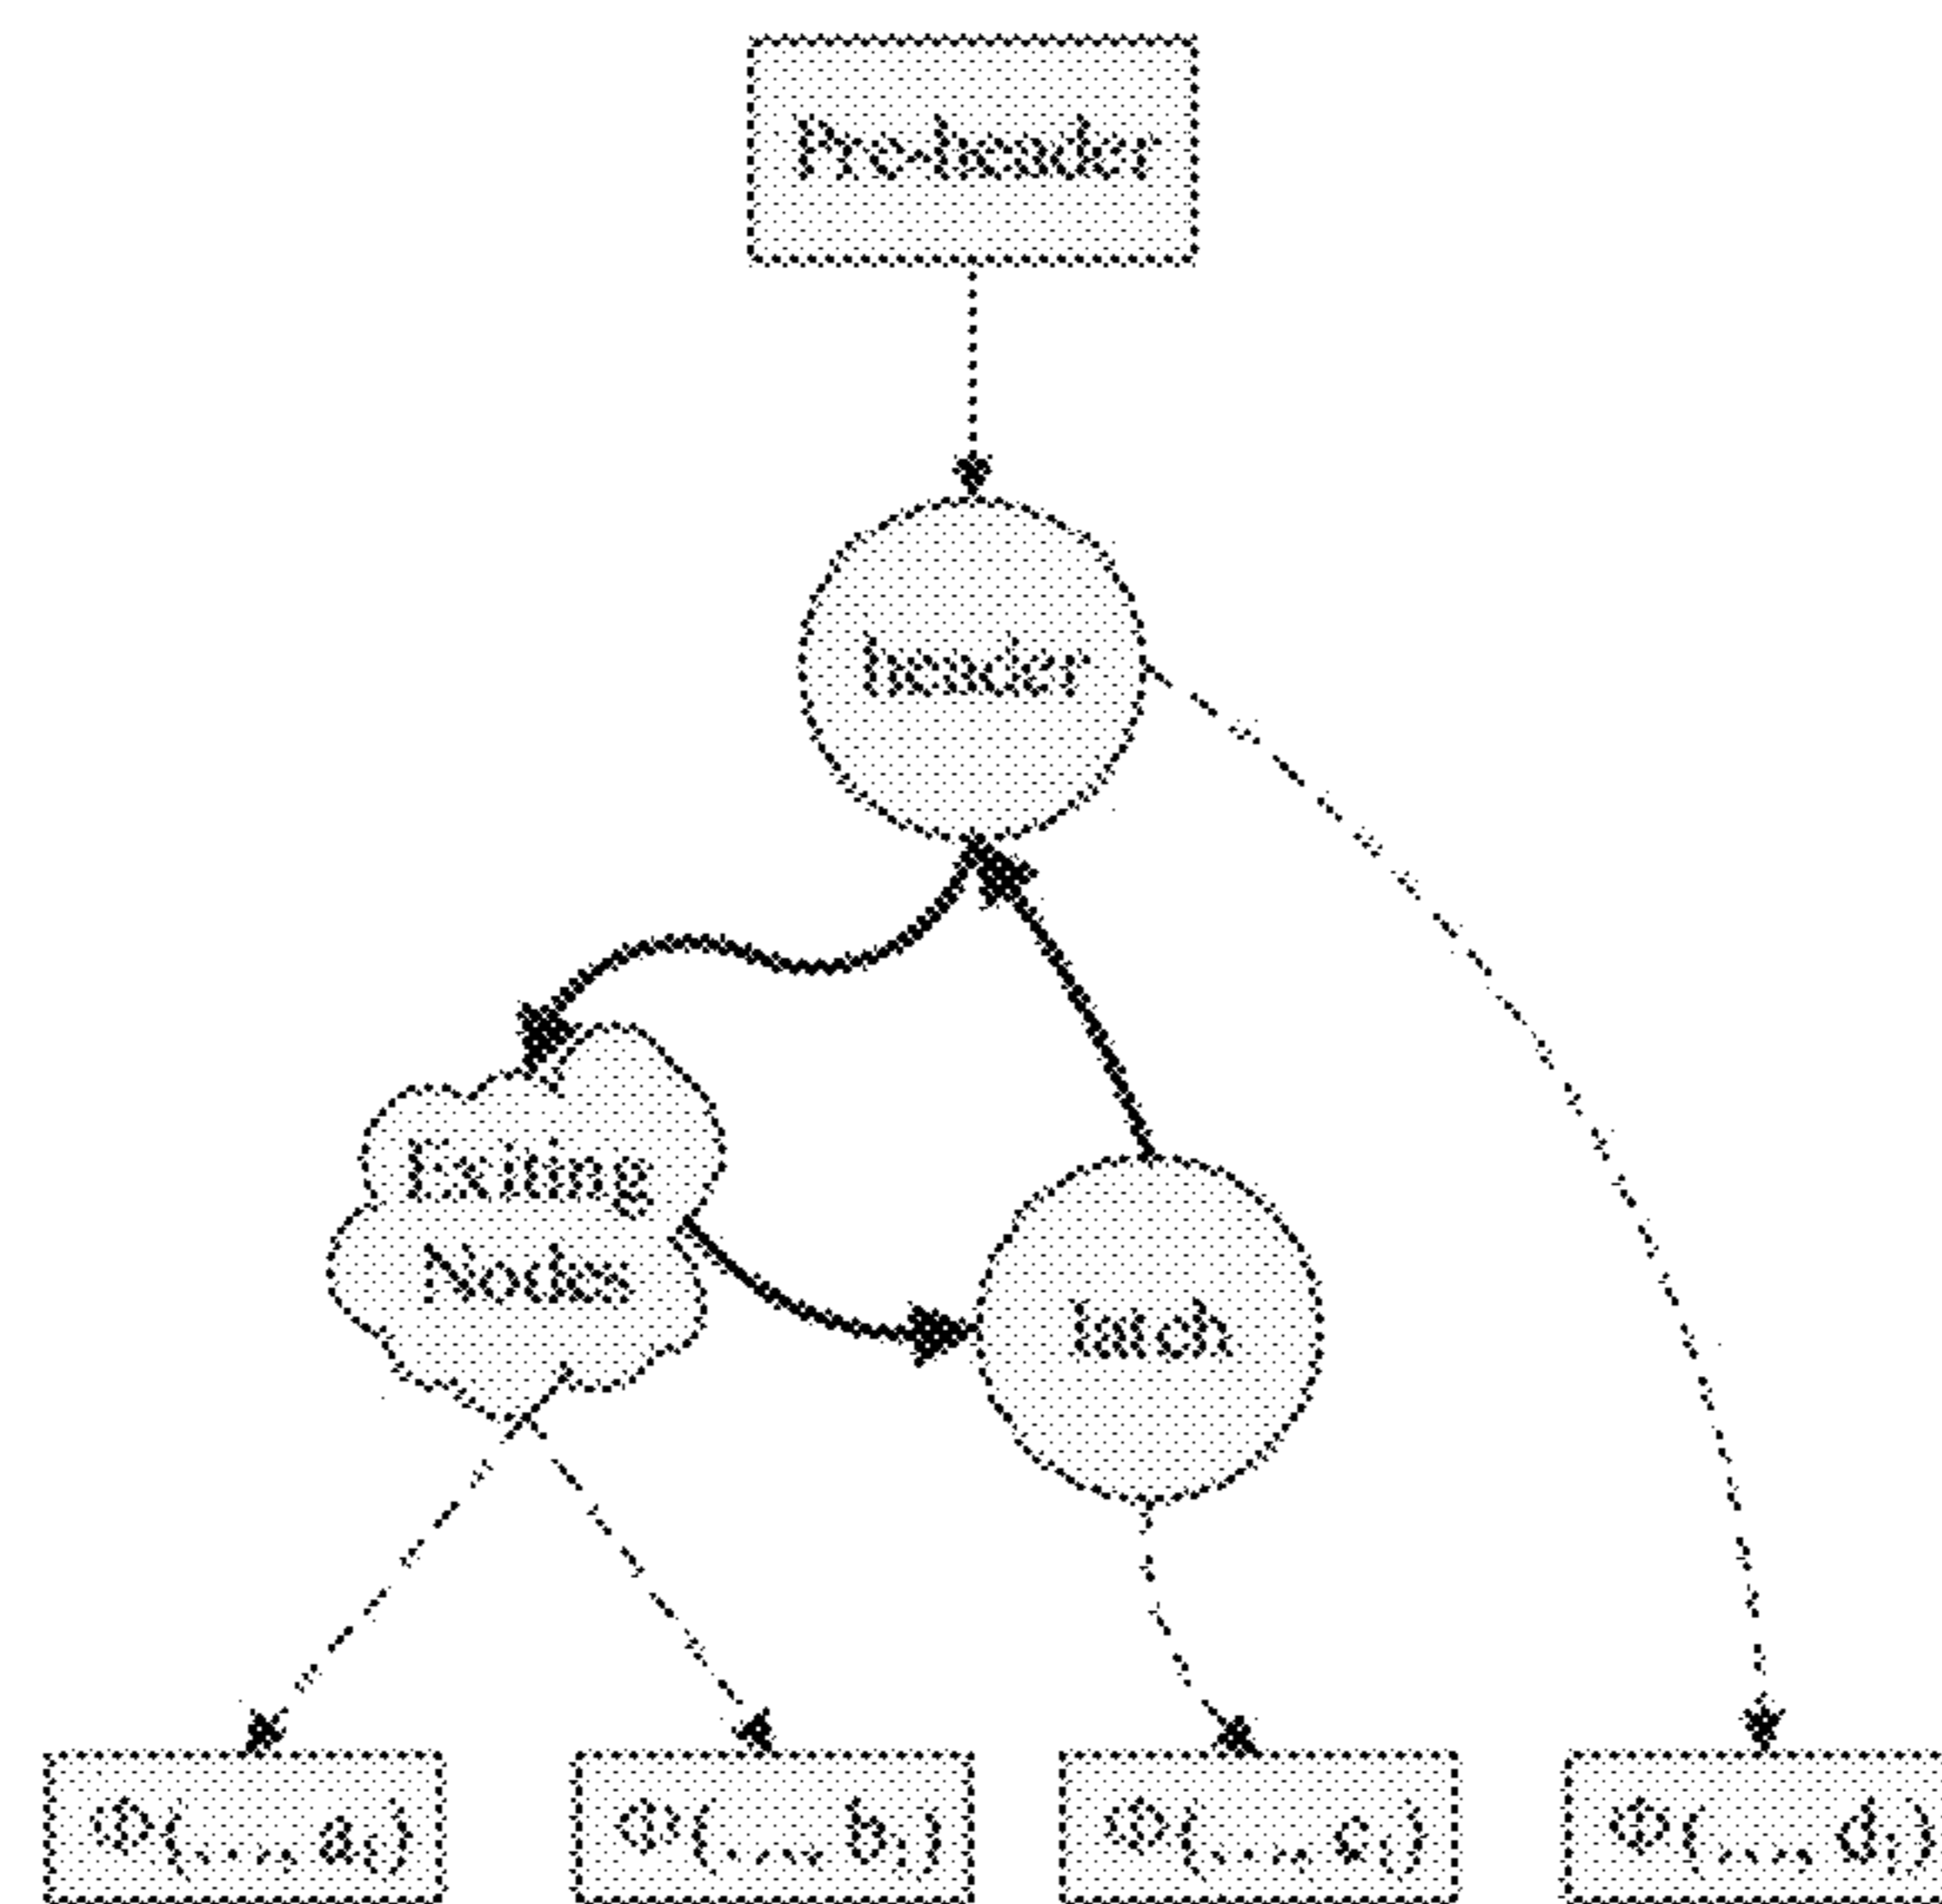 Pre-header
header
Exiting
Nodes
latch
Φ(...,a,)
Φ(...,b,)
Φ(...,c,)
Φ(...,d,)